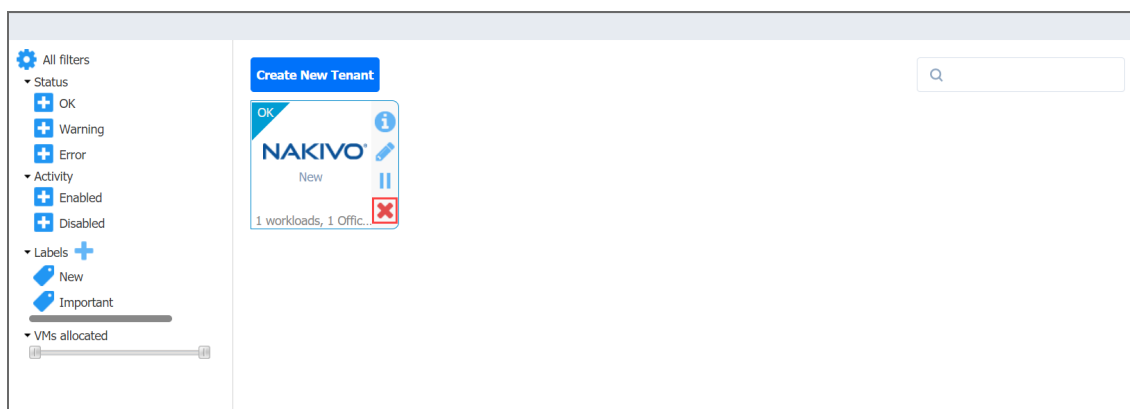 All filters
Status
OK
Warning
Error
Activity
Enabled
Disabled
Labels
New
Important
VMs allocated
Create New Tenant
OK
NAKIVO®
New
1 workloads, 1 Offic...